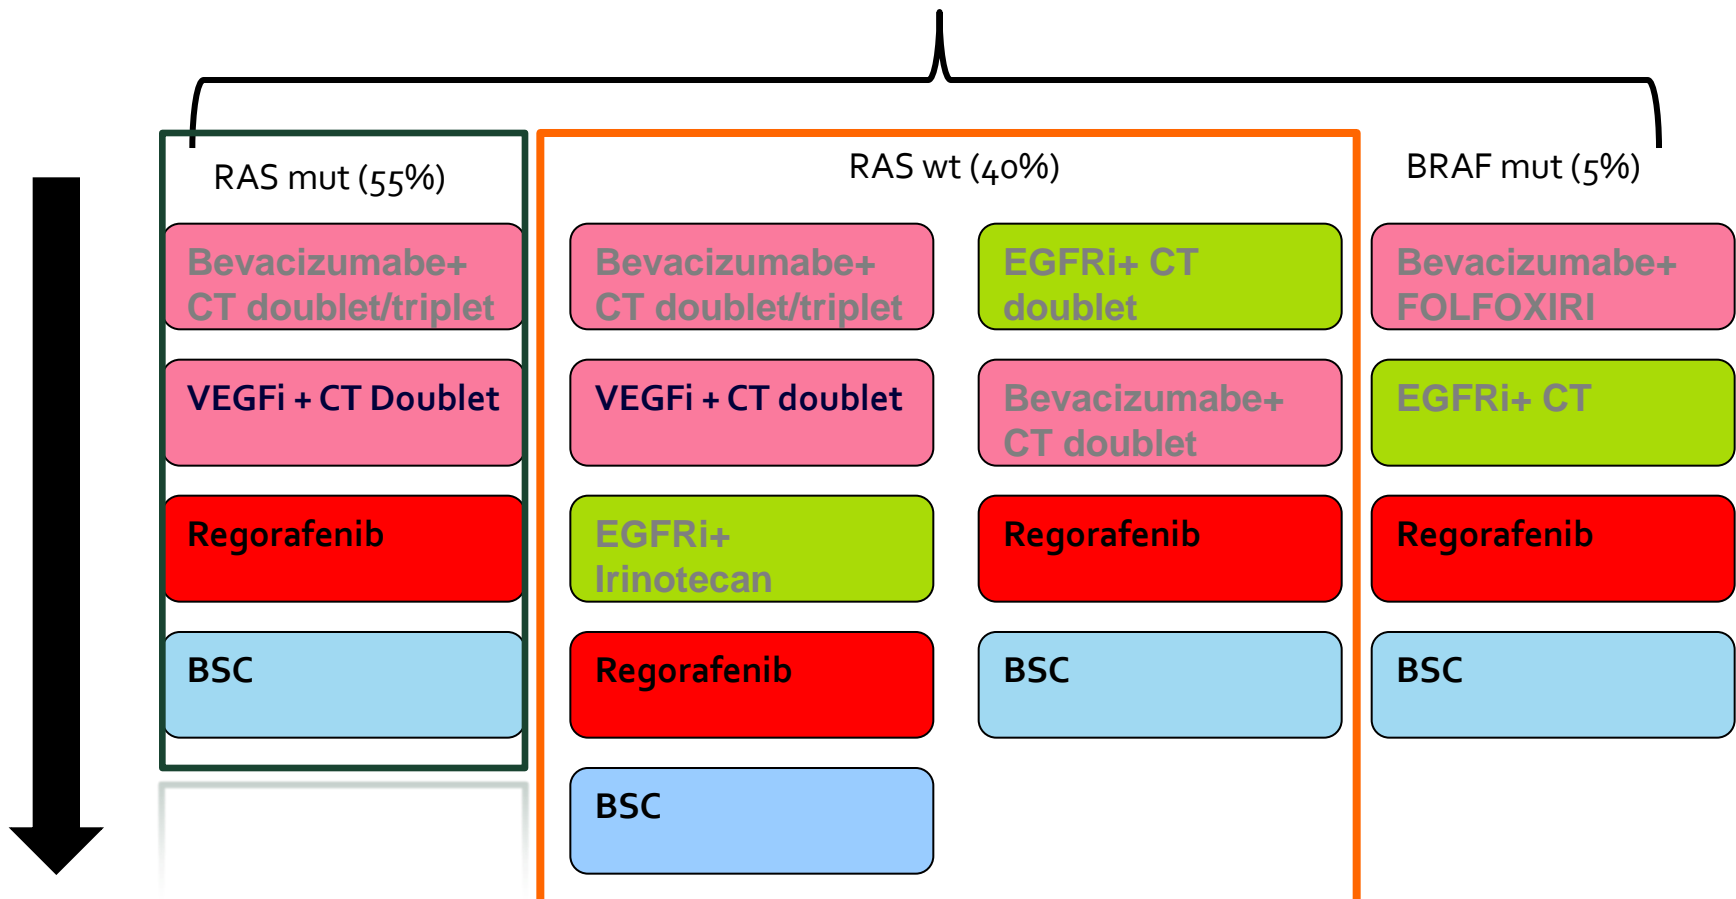 RAS mut (55%)
RAS wt (40%)
BRAF mut (5%)
Bevacizumabe+
CT doublet/triplet
Bevacizumabe+
CT doublet/triplet
EGFRi+ CT
doublet
Bevacizumabe+
FOLFOXIRI
VEGFi + CT Doublet
VEGFi + CT doublet
Bevacizumabe+
CT doublet
EGFRi+ CT
Regorafenib
EGFRi+
Irinotecan
Regorafenib
Regorafenib
BSC
Regorafenib
BSC
BSC
BSC